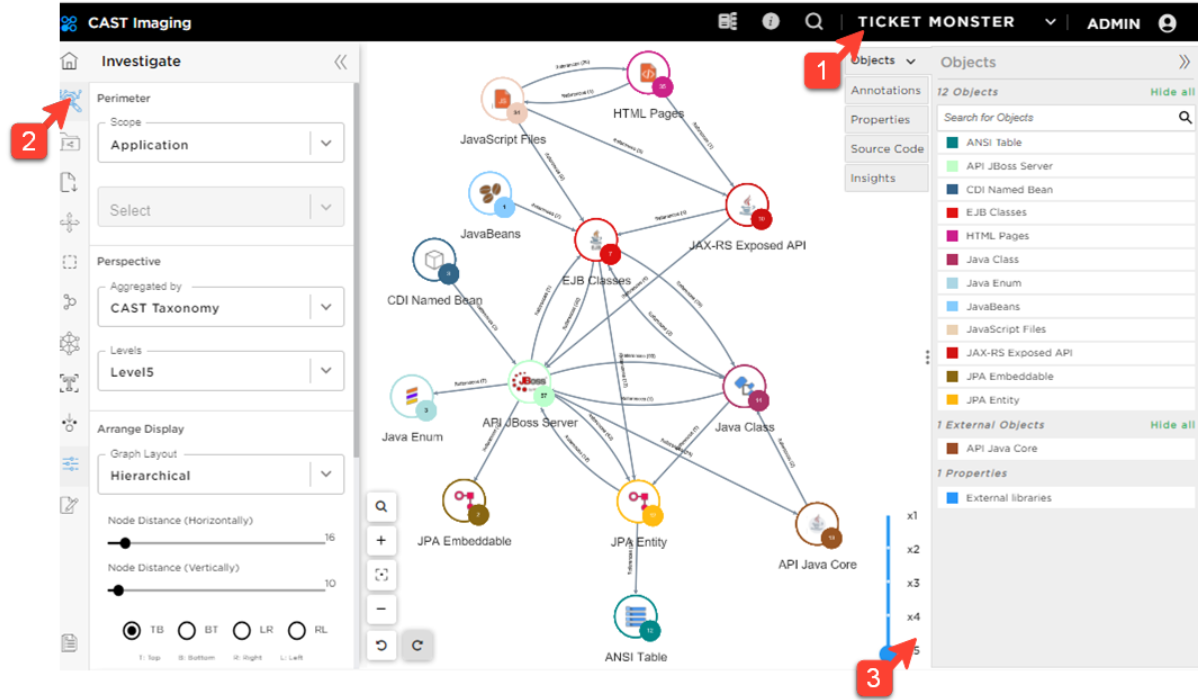 CAST Imaging
TICKET MONSTER
ADMIN
1
2
3
Investigate
Perimeter
Scope
Application
Select
Perspective
Aggregated by
CAST Taxonomy
Levels
Level5
Arrange Display
Graph Layout
Hierarchical
Node Distance (Horizontally)
16
Node Distance (Vertically)
10
TB
BT
LR
RL
T: Top
B: Bottom
R: Right
L: Left
JavaScript Files
HTML Pages
JavaBeans
JAX-RS Exposed API
EJB Classes
CDI Named Bean
JBoss
API JBoss Server
Java Enum
Java Class
JPA Embeddable
JPA Entity
API Java Core
ANSI Table
x1
x2
x3
x4
Objects
Annotations
Properties
Source Code
Insights
Objects
12 Objects
Hide all
Search for Objects
ANSI Table
API JBoss Server
CDI Named Bean
EJB Classes
HTML Pages
Java Class
Java Enum
JavaBeans
JavaScript Files
JAX-RS Exposed API
JPA Embeddable
JPA Entity
1 External Objects
Hide all
API Java Core
1 Properties
External libraries